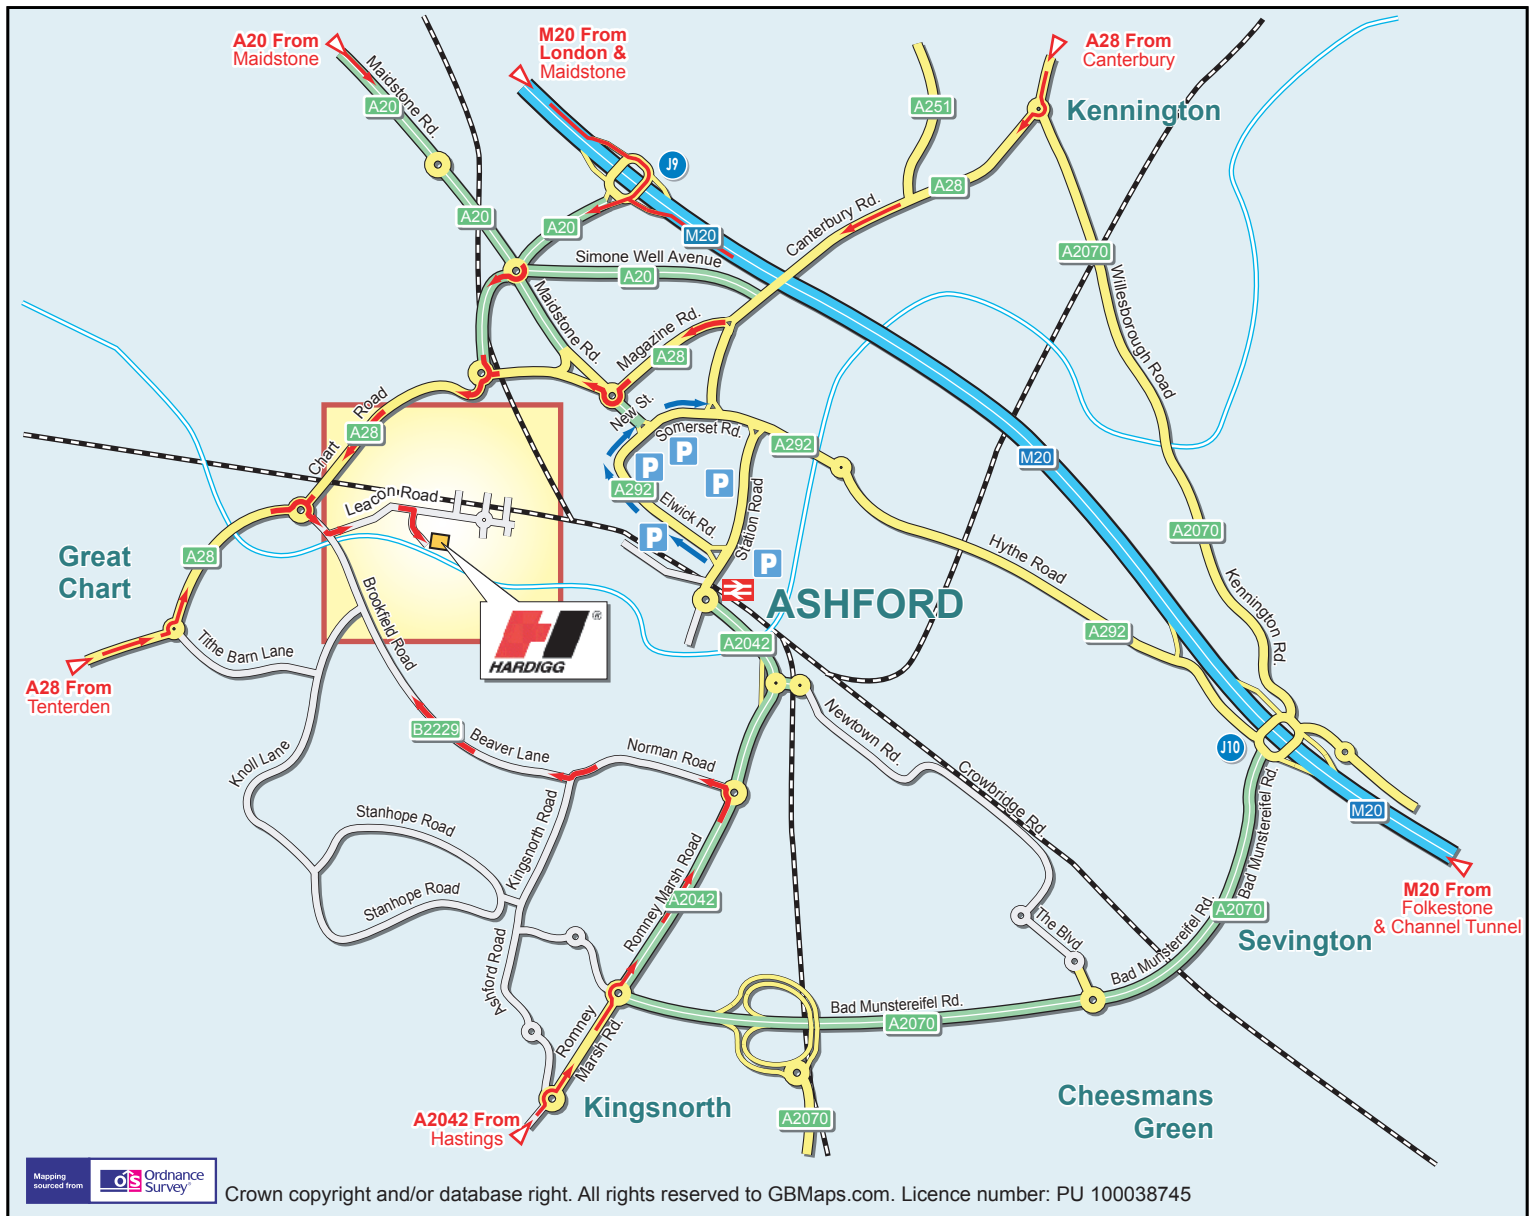 A20 From
Maidstone
M20 From
London &
Maidstone
A28 From
Canterbury
Kennington
Maidstone Rd.
A20
A251
J9
A28
A20
A20
M20
Canterbury Rd.
A2070
Simone Well Avenue
A20
Willesborough Road
Maidstone Rd.
Magazine Rd.
A28
New St.
Somerset Rd.
Chart Road
A28
A292
M20
P
P
P
A292
Elwick Rd.
Station Road
Leacon Road
A2070
P
P
Hythe Road
Great
Chart
A28
Kennington Rd.
Brookfield Road
ASHFORD
HARDIGG
®
A2042
A292
Tithe Barn Lane
A28 From
Tenterden
B2229
Beaver Lane
Norman Road
Newtown Rd.
J10
Knoll Lane
Crowbridge Rd.
M20
Stanhope Road
Kingsnorth Road
Bad Munstereifel Rd.
Stanhope Road
Romney Marsh Road
A2042
M20 From
Folkestone
& Channel Tunnel
A2070
Sevington
The Blvd
Ashford Road
Bad Munstereifel Rd.
Bad Munstereifel Rd.
A2070
Romney
Marsh Rd.
A2042 From
Hastings
Kingsnorth
A2070
Cheesmans
Green
Mapping
sourced from
OS
Ordnance
Survey®
Crown copyright and/or database right. All rights reserved to GBMaps.com. Licence number: PU 100038745